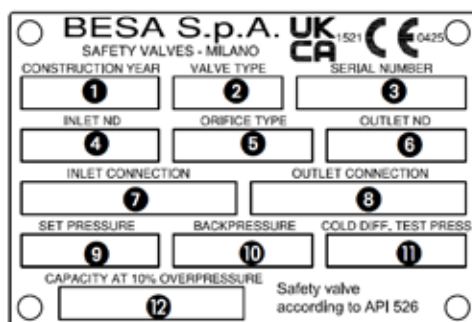 BESA S.p.A. UK CA 1521 CE 0425
SAFETY VALVES - MILANO
CONSTRUCTION YEAR VALVE TYPE SERIAL NUMBER
1 2 3
INLET ND ORIFICE TYPE OUTLET NO
4 5 6
INLET CONNECTION OUTLET CONNECTION
7 8
SET PRESSURE BACKPRESSURE COLD DIFF. TEST PRESS
9 10 11
CAPACITY AT 10% OVERPRESSURE
12
Safety valve
according to API 526